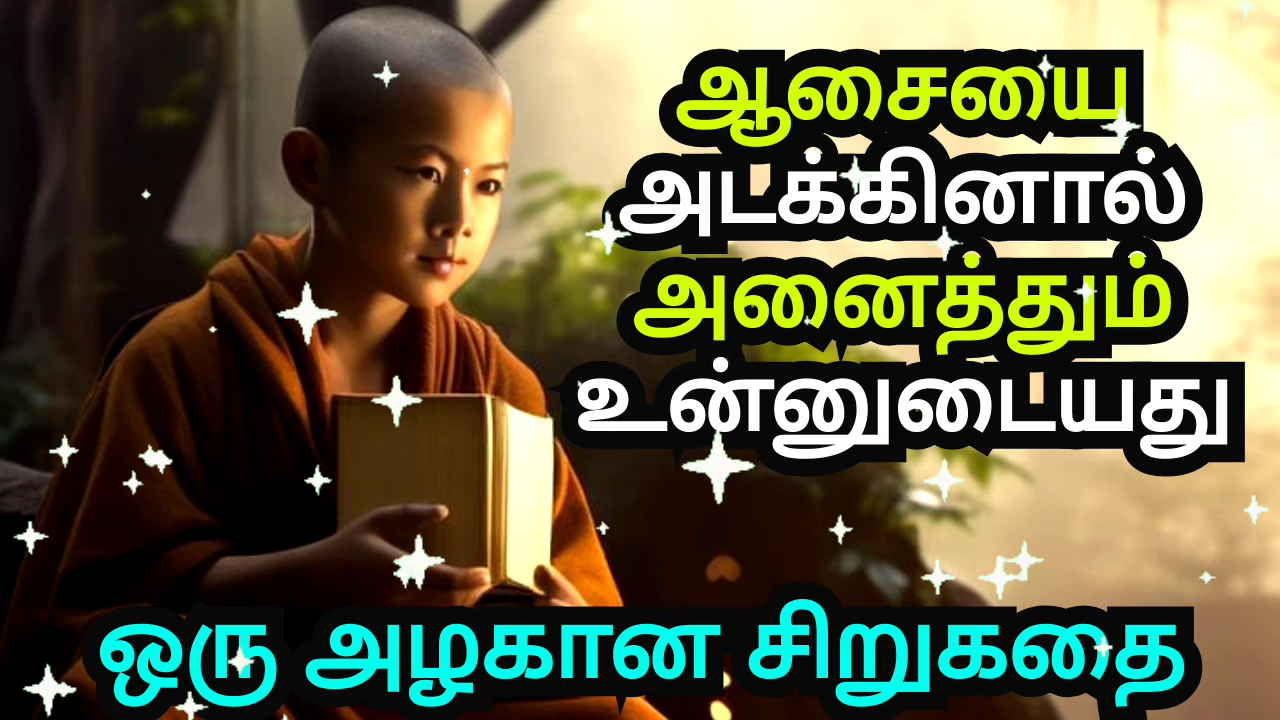 ஆசையை
அடக்கினால்
அனைத்தும்
உன்னுடையது
ஒரு அழகான சிறுகதை